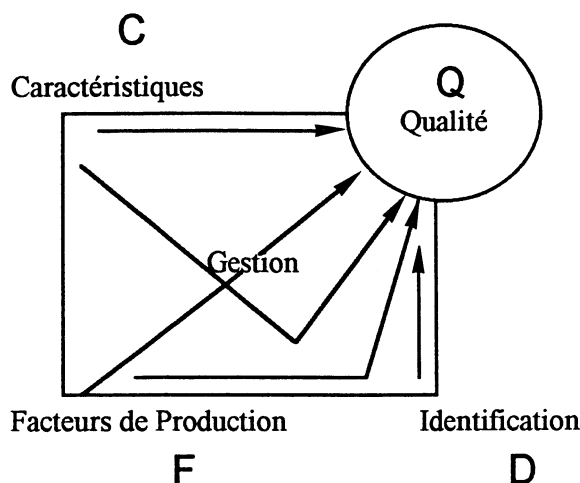 C
Caractéristiques
Q
Qualité
Gestion
Facteurs de Production
Identification
F
D